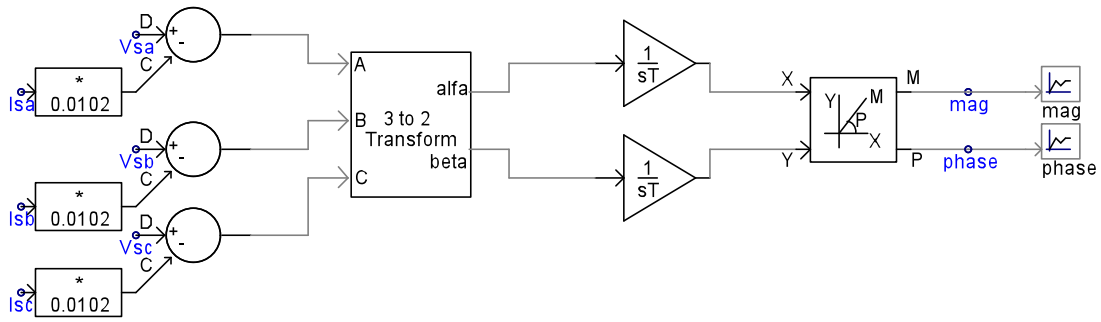 D
+
-
Vsa
C
Isa
*
0.0102
D
+
-
Vsb
C
Isb
*
0.0102
D
+
-
Vsc
C
Isc
*
0.0102
A
B
C
3 to 2
Transform
alfa
beta
1
sT
1
sT
X
Y
Y
M
P
X
M
P
mag
phase
mag
phase